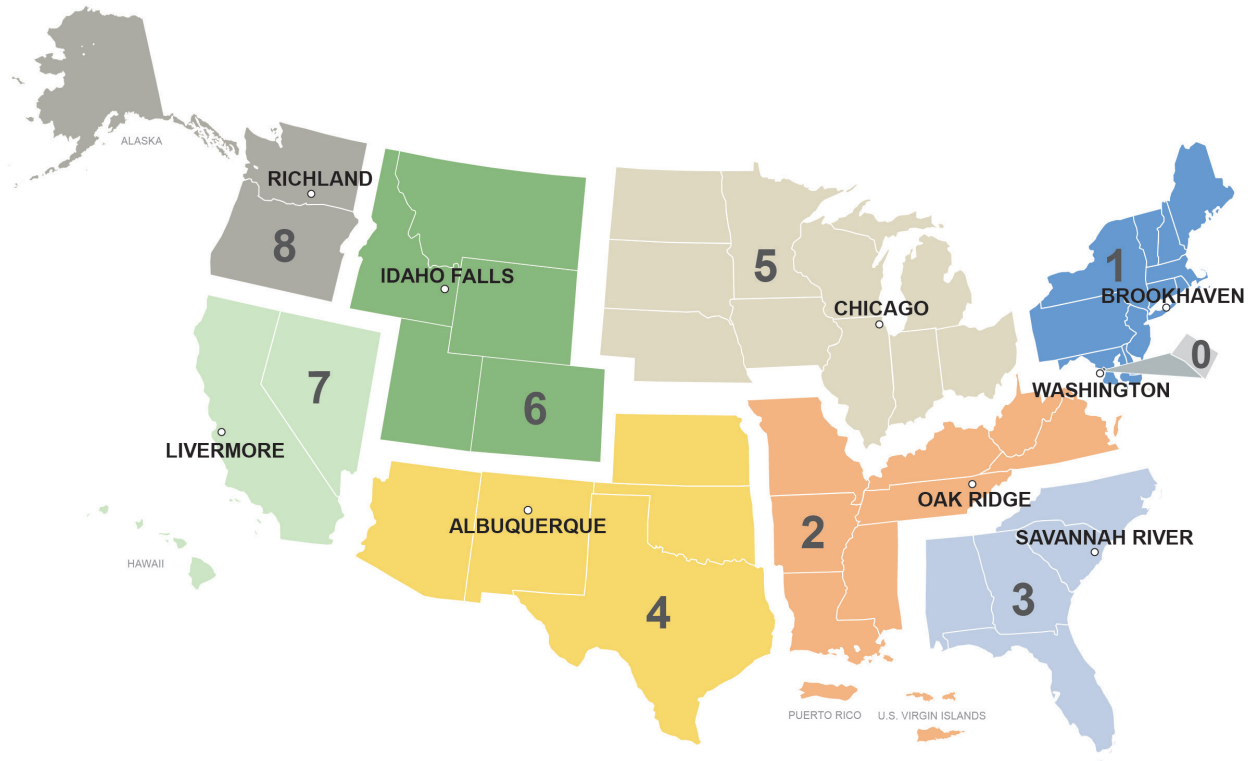 ALASKA
RICHLAND
8
IDAHO FALLS
5
CHICAGO
1
BROOKHAVEN
0
WASHINGTON
7
6
LIVERMORE
ALBUQUERQUE
OAK RIDGE
2
SAVANNAH RIVER
HAWAII
4
3
PUERTO RICO
U.S. VIRGIN ISLANDS